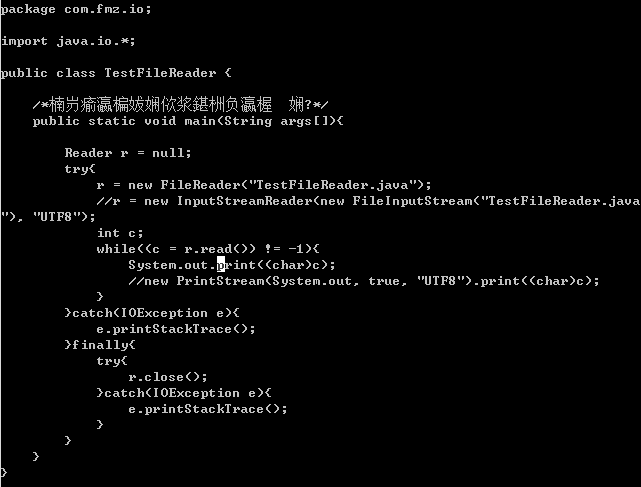 package com.fmz.io;
import java.io.*;
public class TestFileReader {
/*楠岃瘉瀛楄妭娴佽浆鍖栦负瀛楃  娴?*/
public static void main(String args[]){
Reader r = null;
try{
r = new FileReader("TestFileReader.java");
//r = new InputStreamReader(new FileInputStream("TestFileReader.java
"), "UTF8");
int c;
while((c = r.read()) != -1){
System.out.print((char)c);
//new PrintStream(System.out, true, "UTF8").print((char)c);
}
}catch(IOException e){
e.printStackTrace();
}finally{
try{
r.close();
}catch(IOException e){
e.printStackTrace();
}
}
}
}